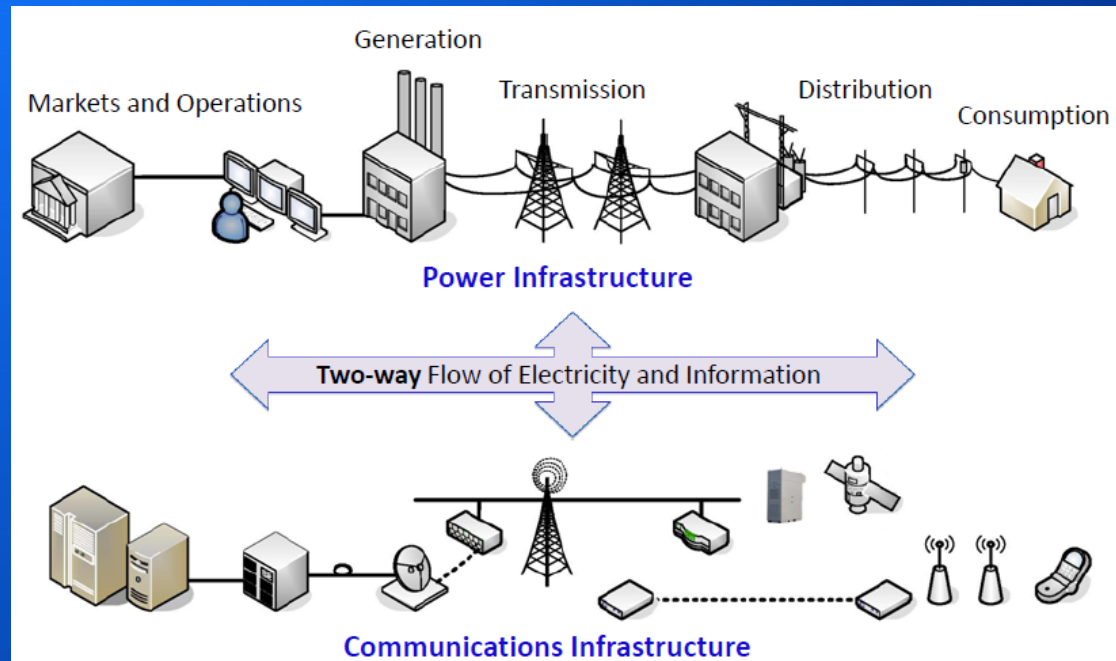 Generation
Markets and Operations
Transmission
Distribution
Consumption
Power Infrastructure
Two-way Flow of Electricity and Information
Communications Infrastructure